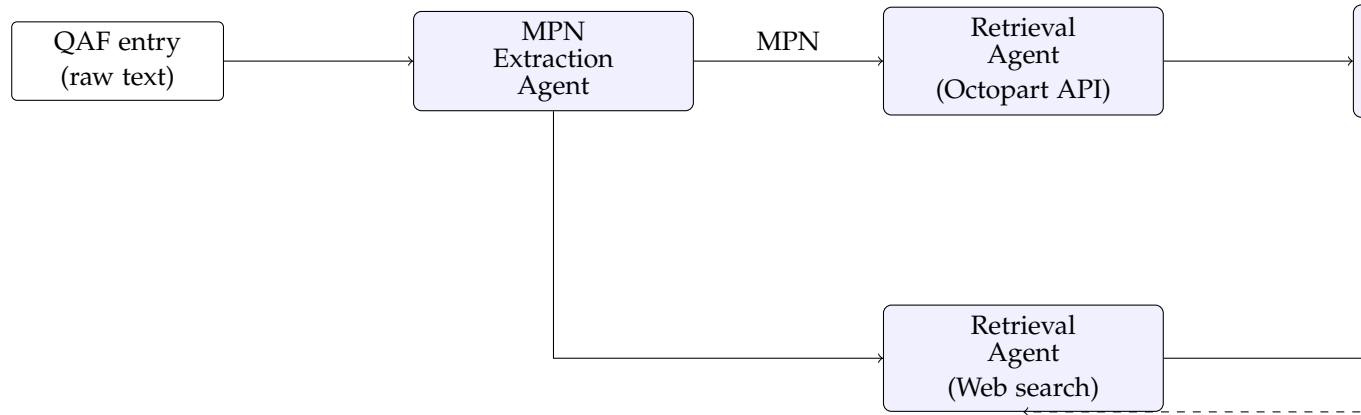 QAF entry
(raw text)
MPN
Extraction
Agent
MPN
Retrieval
Agent
(Octopart API)
Retrieval
Agent
(Web search)